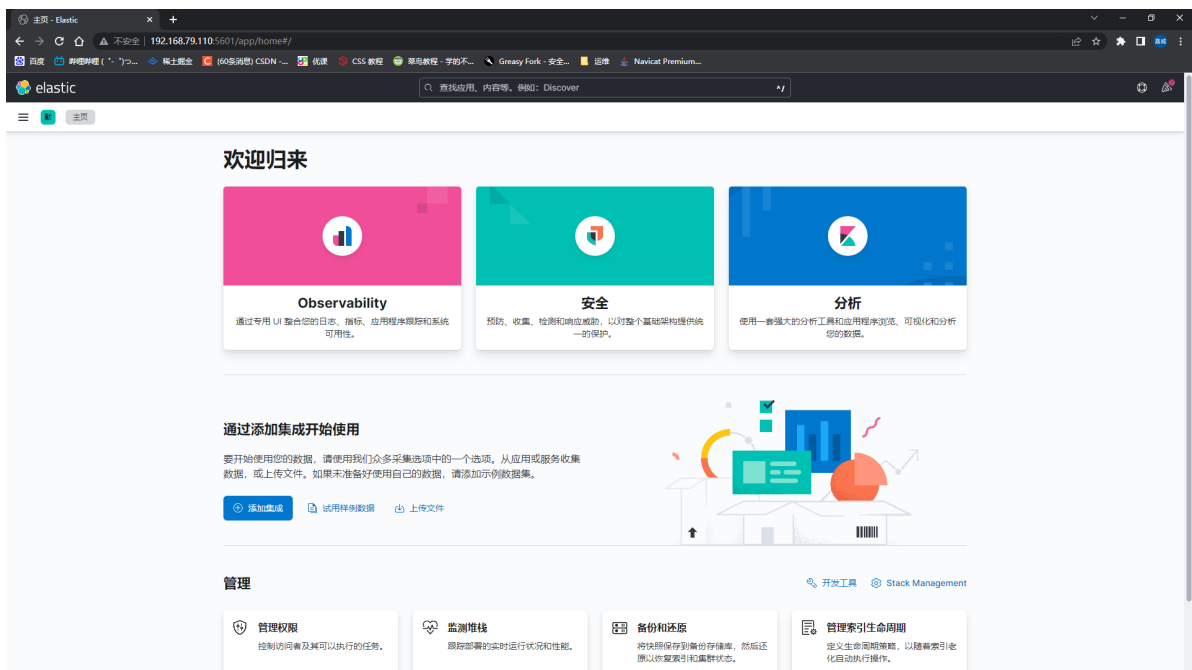 主页 - Elastic
不安全 | 192.168.79.110:5601/app/home#/
百度
哔哩哔哩 ( ゜- ゜)つ...
稀土掘金
(60条消息) CSDN -...
优课
CSS 教程
菜鸟教程 - 学的不...
Greasy Fork - 安全...
运维
Navicat Premium...
elastic
查找应用、内容等。例如：Discover
^/
默
主页
欢迎归来
Observability
通过专用 UI 整合您的日志、指标、应用程序跟踪和系统
可用性。
安全
预防、收集、检测和响应威胁，以对整个基础架构提供统
一的保护。
分析
使用一套强大的分析工具和应用程序浏览、可视化和分析
您的数据。
通过添加集成开始使用
要开始使用您的数据，请使用我们众多采集选项中的一个选项。从应用或服务收集
数据，或上传文件。如果未准备好使用自己的数据，请添加示例数据集。
添加集成
试用样例数据
上传文件
管理
开发工具
Stack Management
管理权限
控制访问者及其可以执行的任务。
监测堆栈
跟踪部署的实时运行状况和性能。
备份和还原
将快照保存到备份存储库，然后还
原以恢复索引和集群状态。
管理索引生命周期
定义生命周期策略，以随着索引老
化自动执行操作。